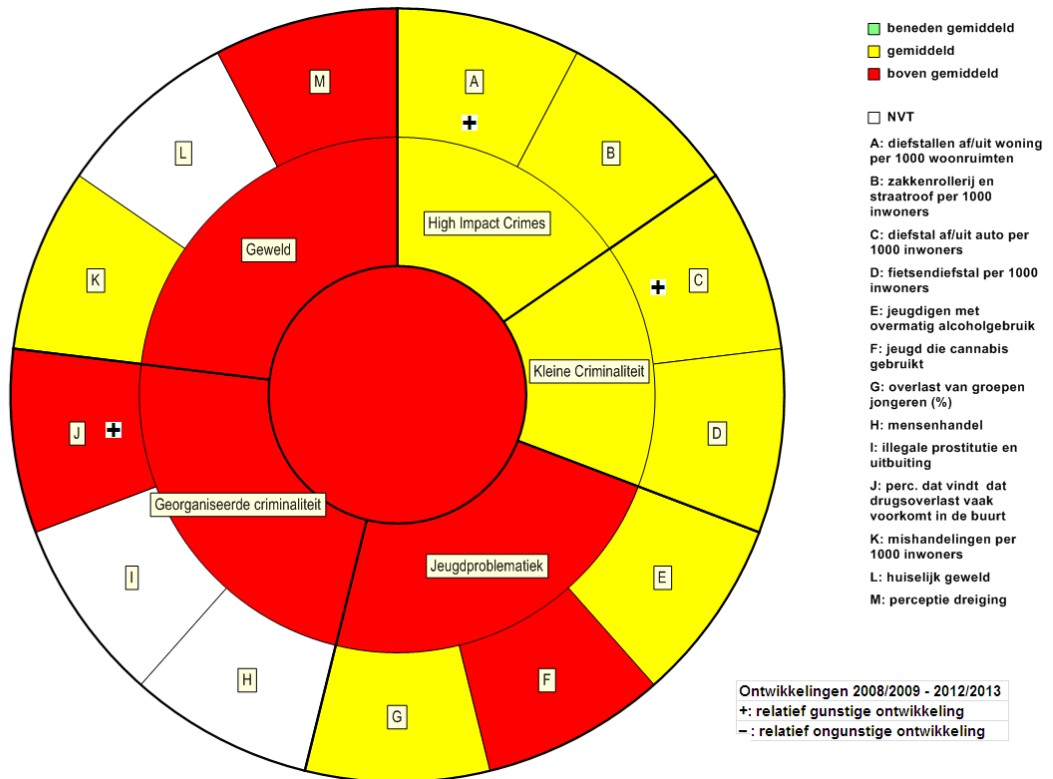 M
A
+
B
L
High Impact Crimes
Geweld
K
+
C
Kleine Criminaliteit
J
+
D
Georganiseerde criminaliteit
Jeugdproblematiek
I
E
H
F
G
beneden gemiddeld
gemiddeld
boven gemiddeld
NVT
A: diefstallen af/uit woning
per 1000 woonruimten
B: zakkenrollerij en
straatroof per 1000
inwoners
C: diefstal af/uit auto per
1000 inwoners
D: fietsendiefstal per 1000
inwoners
E: jeugdigen met
overmatig alcoholgebruik
F: jeugd die cannabis
gebruikt
G: overlast van groepen
jongeren (%)
H: mensenhandel
I: illegale prostitutie en
uitbuiting
J: perc. dat vindt dat
drugsoverlast vaak
voorkomt in de buurt
K: mishandelingen per
1000 inwoners
L: huiselijk geweld
M: perceptie dreiging
Ontwikkelingen 2008/2009 - 2012/2013
+: relatief gunstige ontwikkeling
– : relatief ongunstige ontwikkeling